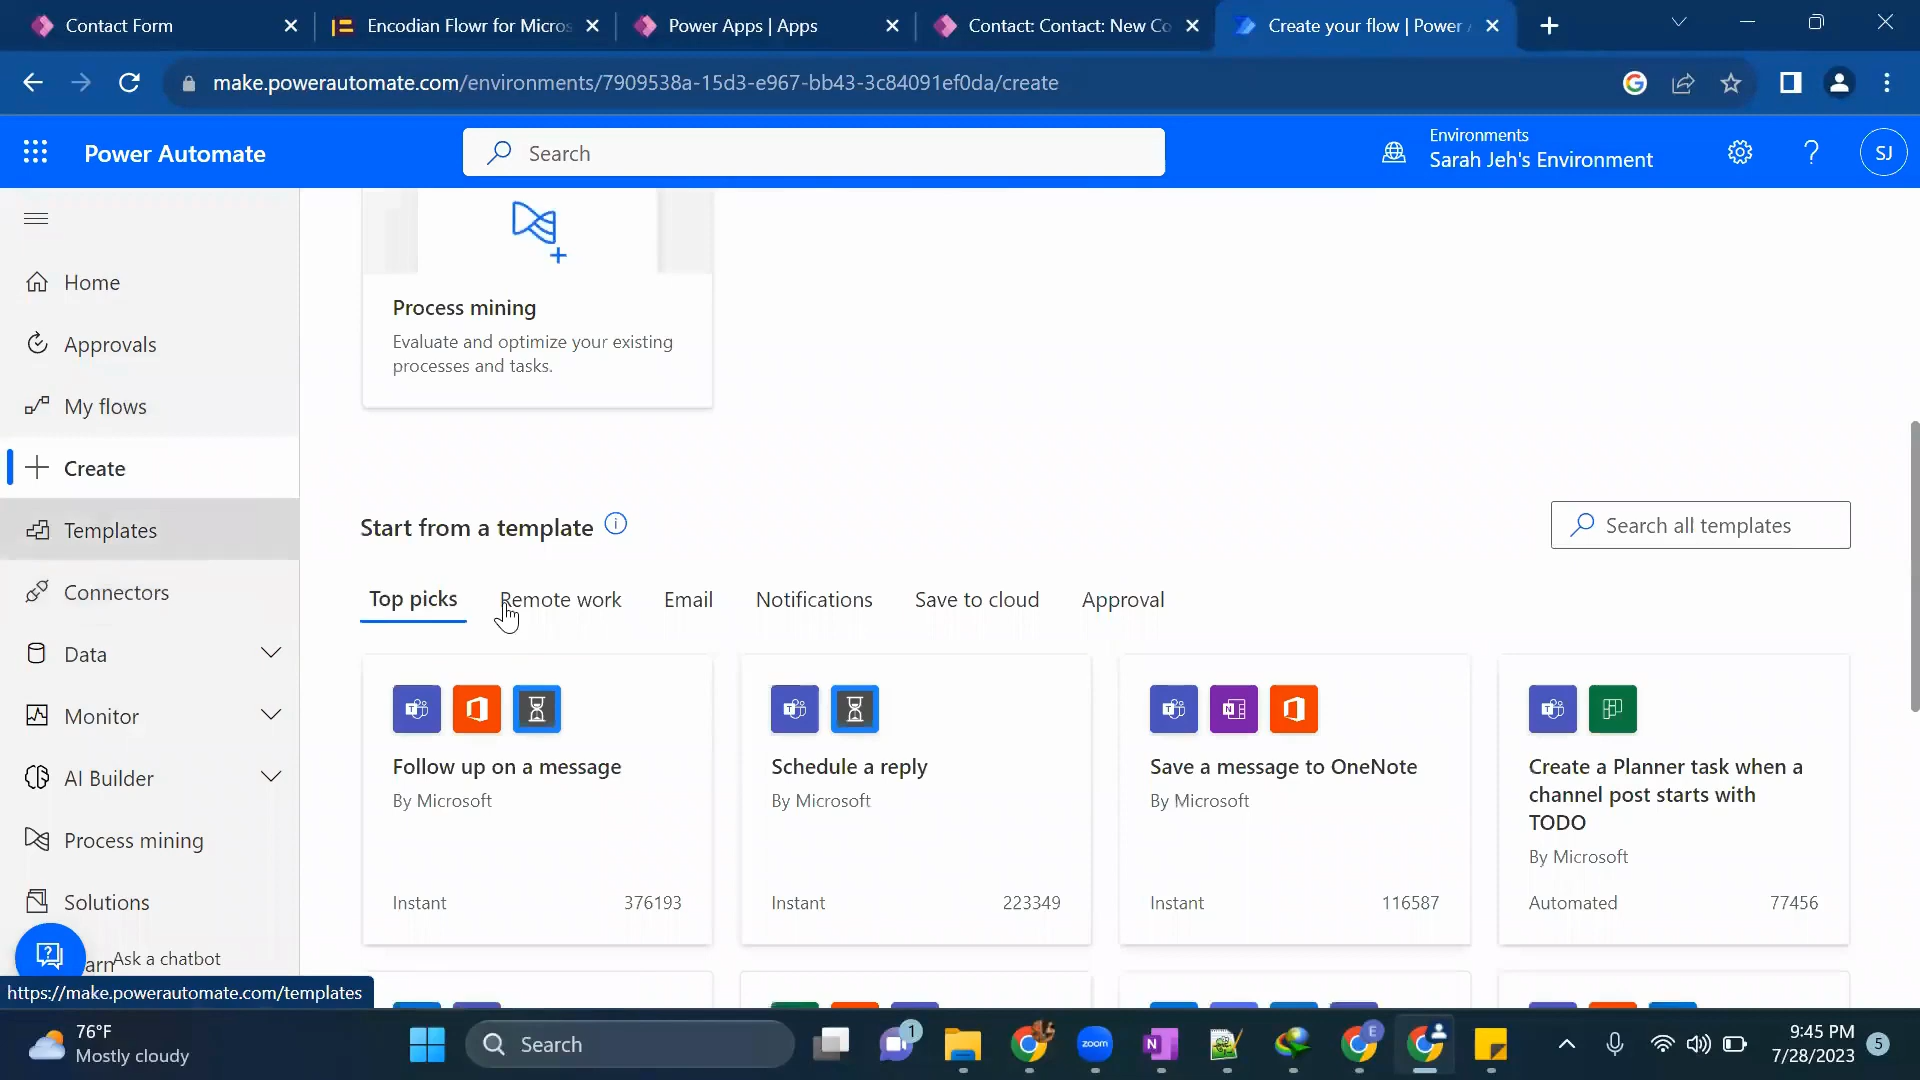 Contact Form
Encodian Flowr for Micros
Power Apps | Apps
Contact: Contact: New Co
Create your flow | Power A
make.powerautomate.com/environments/7909538a-15d3-e967-bb43-3c84091ef0da/create
Power Automate
Search
Environments
Sarah Jeh's Environment
SJ
Home
Approvals
My flows
Create
Templates
Connectors
Data
Monitor
AI Builder
Process mining
Solutions
arn
Ask a chatbot
https://make.powerautomate.com/templates
Process mining
Evaluate and optimize your existing
processes and tasks.
Start from a template
Search all templates
Top picks
Remote work
Email
Notifications
Save to cloud
Approval
Follow up on a message
By Microsoft
Instant
376193
Schedule a reply
By Microsoft
Instant
223349
Save a message to OneNote
By Microsoft
Instant
116587
Create a Planner task when a
channel post starts with
TODO
By Microsoft
Automated
77456
76°F
Mostly cloudy
Search
1
zoom
N
E
9:45 PM
7/28/2023
5